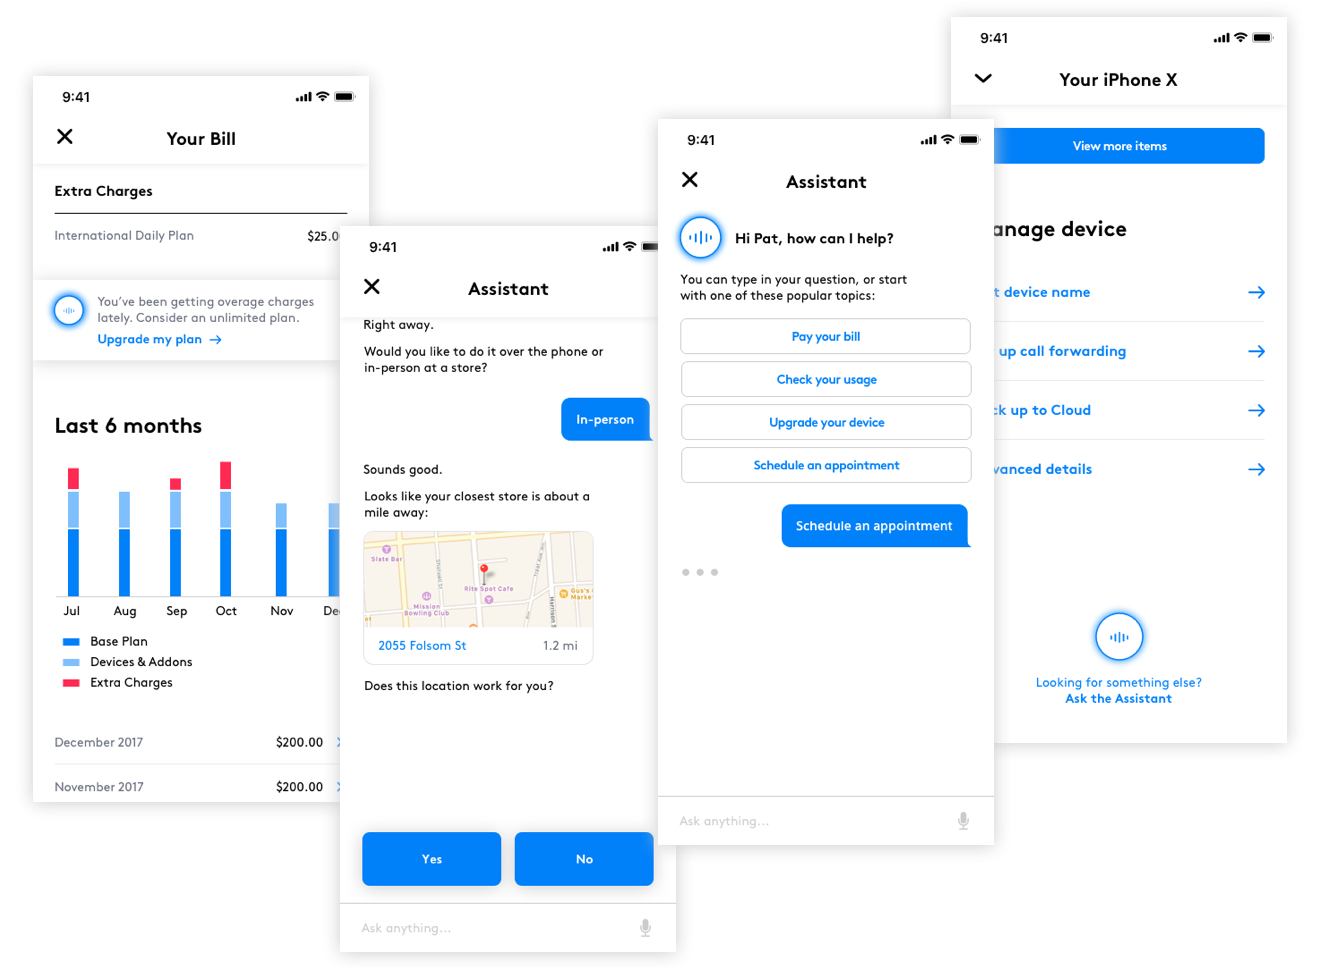 9:41
Your Bill
Extra Charges
International Daily Plan
$25.0
You've been getting overage charges
lately. Consider an unlimited plan.
Upgrade my plan
Last 6 months
Jul Aug Sep Oct Nov De
Base Plan
Devices & Addons
Extra Charges
December 2017 $200.00
November 2017 $200.00
9:41
Assistant
Right away.
Would you like to do it over the phone or
in-person at a store?
In-person
Sounds good.
Looks like your closest store is about a
mile away:
Slate Bar
Shotwell St
Treat Ave
Rite Spot Cafe
Mission
Bowling Club
Gus's
Market
Harrison S
2055 Folsom St 1.2 mi
Does this location work for you?
Yes No
Ask anything...
9:41
Assistant
Hi Pat, how can I help?
You can type in your question, or start
with one of these popular topics:
Pay your bill
Check your usage
Upgrade your device
Schedule an appointment
Schedule an appointment
Ask anything...
9:41
Your iPhone X
View more items
anage device
t device name
up call forwarding
ck up to Cloud
vanced details
Looking for something else?
Ask the Assistant